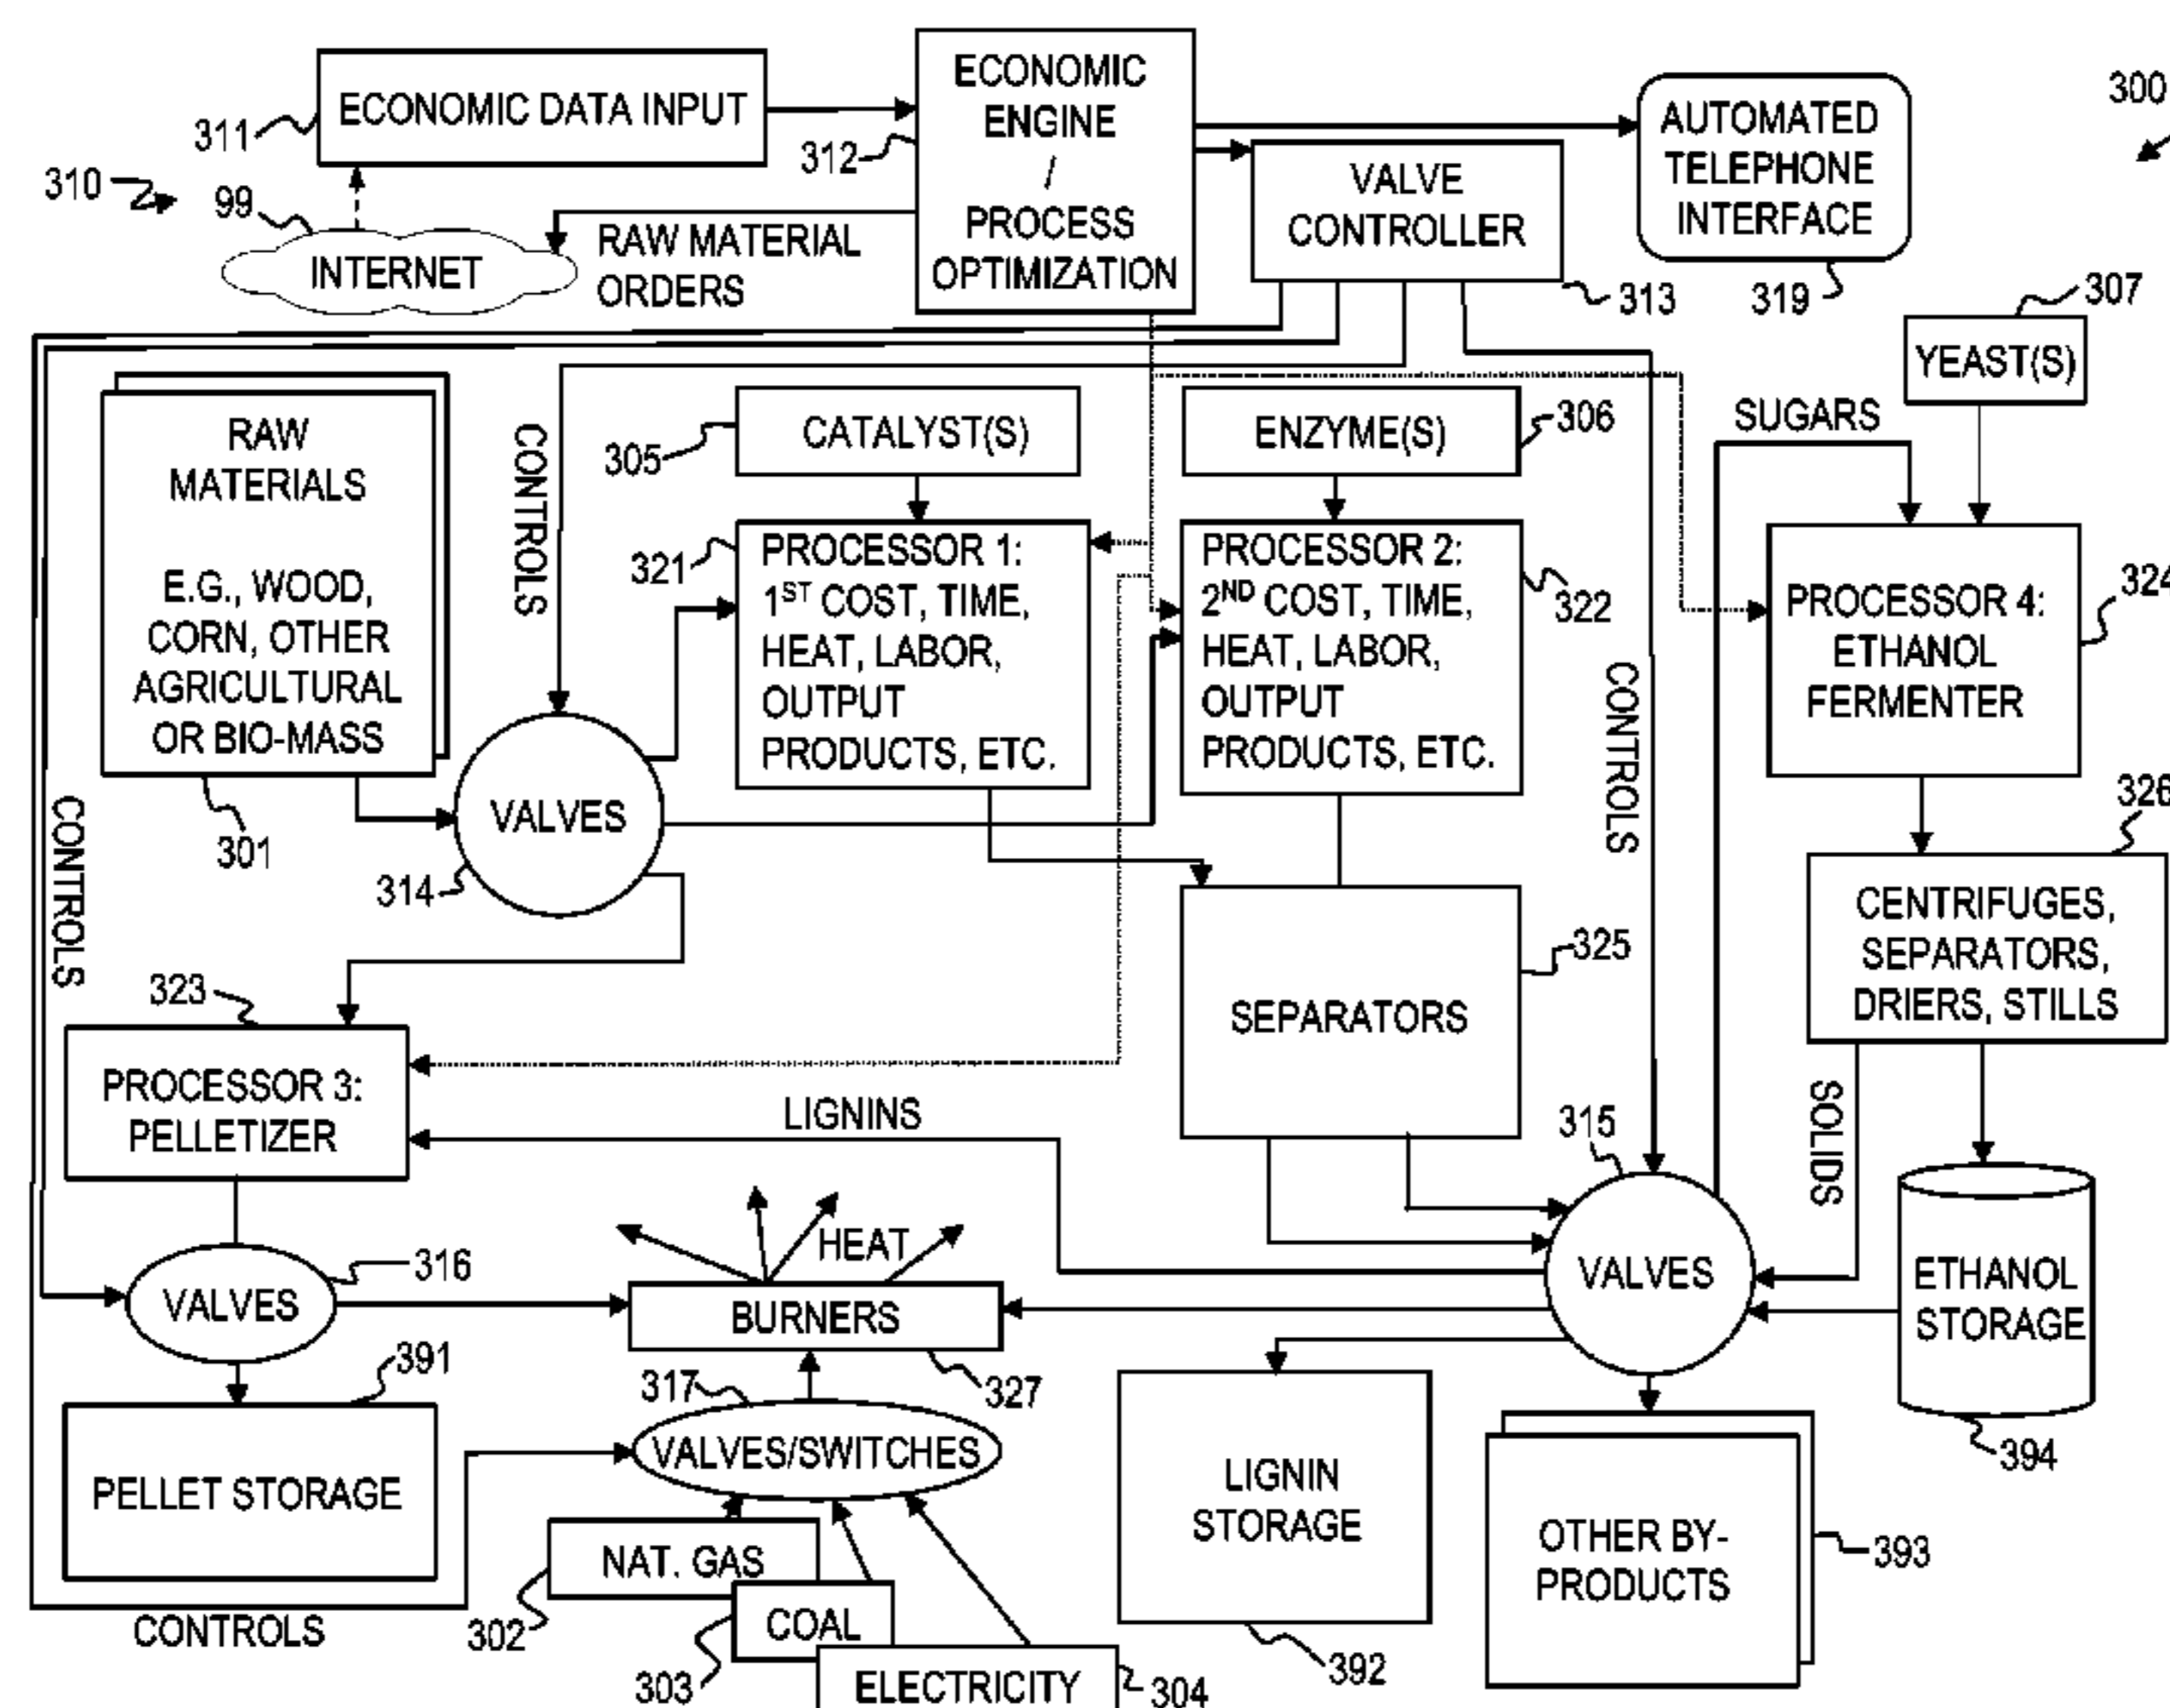 300
ECONOMIC DATA INPUT
311
310
99
INTERNET
RAW MATERIAL
ORDERS
ECONOMIC
ENGINE
/
PROCESS
OPTIMIZATION
312
VALVE
CONTROLLER
313
AUTOMATED
TELEPHONE
INTERFACE
319
307
YEAST(S)
SUGARS
RAW
MATERIALS
E.G., WOOD,
CORN, OTHER
AGRICULTURAL
OR BIO-MASS
301
CONTROLS
CONTROLS
305
CATALYST(S)
ENZYME(S)
306
321
PROCESSOR 1:
1ST COST, TIME,
HEAT, LABOR,
OUTPUT
PRODUCTS, ETC.
PROCESSOR 2:
2ND COST, TIME,
HEAT, LABOR,
OUTPUT
PRODUCTS, ETC.
322
CONTROLS
PROCESSOR 4:
ETHANOL
FERMENTER
324
VALVES
314
326
CENTRIFUGES,
SEPARATORS,
DRIERS, STILLS
SEPARATORS
325
323
PROCESSOR 3:
PELLETIZER
LIGNINS
SOLIDS
315
VALVES
ETHANOL
STORAGE
394
VALVES
316
HEAT
BURNERS
327
391
PELLET STORAGE
317
VALVES/SWITCHES
NAT. GAS
302
COAL
303
ELECTRICITY
304
CONTROLS
LIGNIN
STORAGE
392
OTHER BY-
PRODUCTS
393